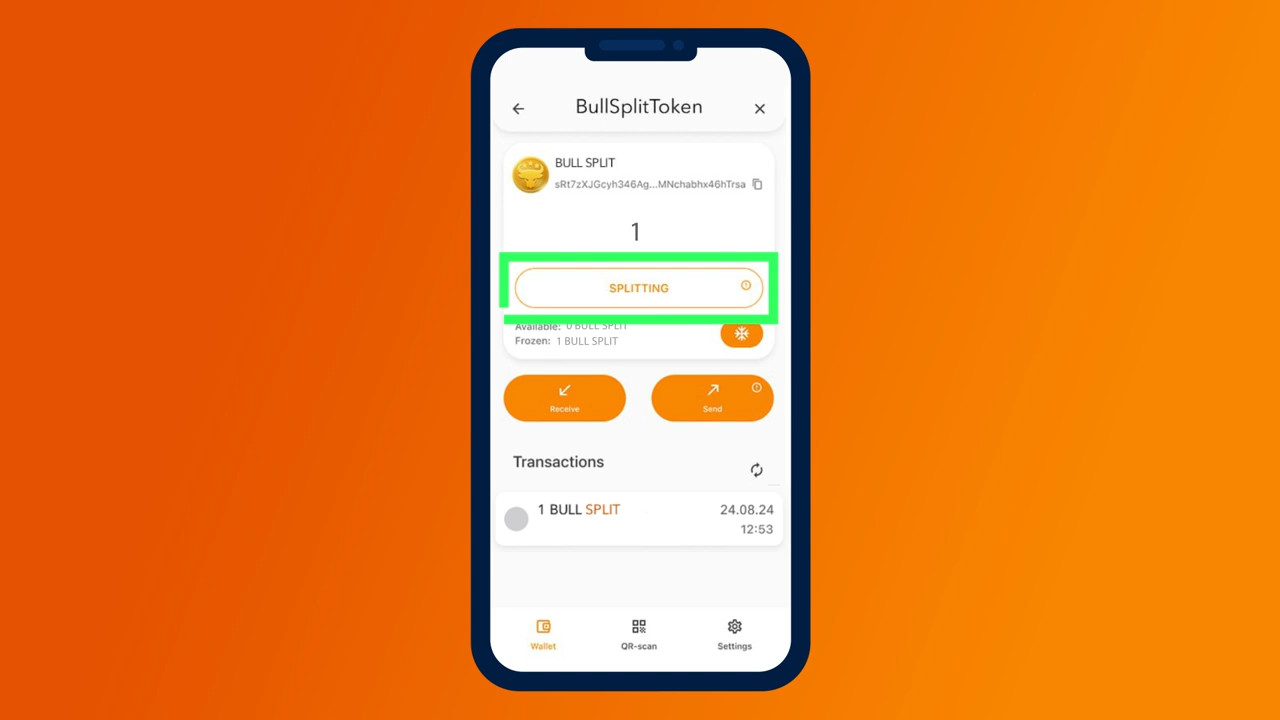 BullSplitToken
BULL SPLIT
sRt7zXJGcyh346Ag...MNchabhx46hTrsa
1
SPLITTING
Available: 0 BULL SPLIT
Frozen: 1 BULL SPLIT
Receive
Send
Transactions
1 BULL SPLIT
24.08.24
12:53
Wallet
QR-scan
Settings